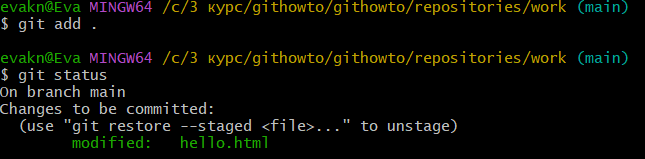 evakn@Eva MINGW64 /c/3 курс/githowto/githowto/repositories/work (main)
$ git add .
evakn@Eva MINGW64 /c/3 курс/githowto/githowto/repositories/work (main)
$ git status
On branch main
Changes to be committed:
  (use "git restore --staged <file>..." to unstage)
        modified:   hello.html